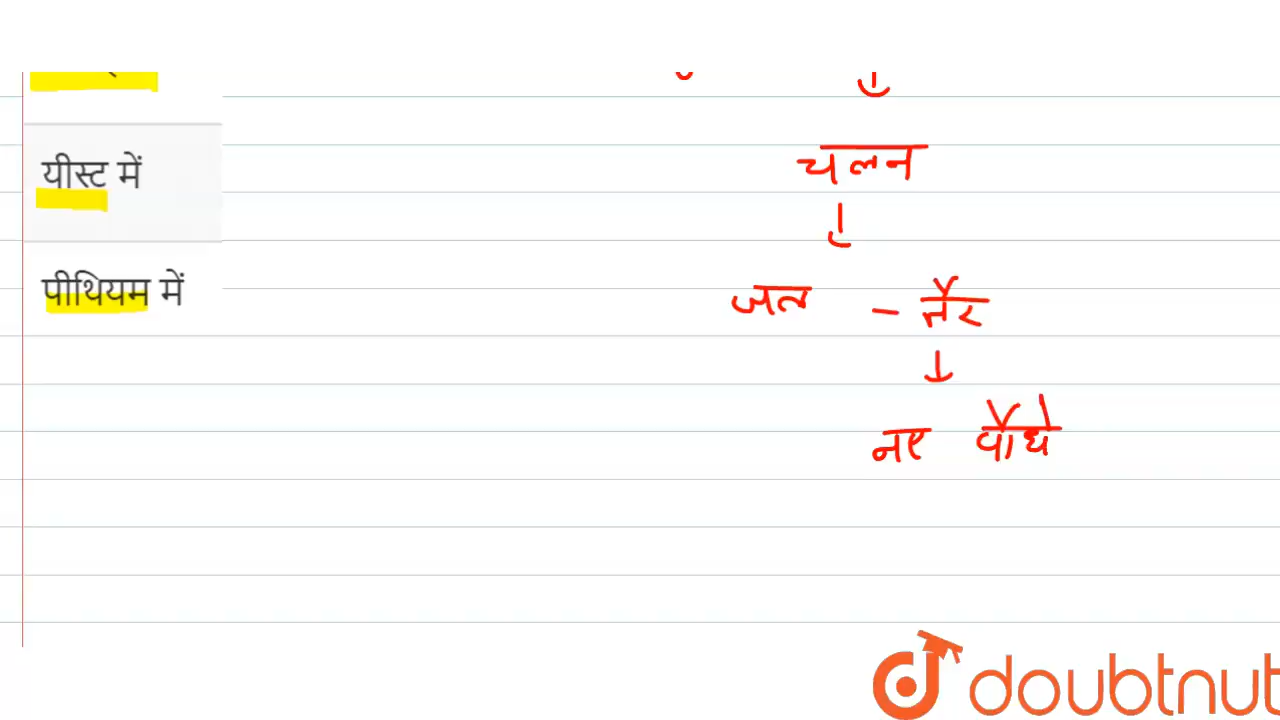 यीस्ट में
पीथियम में
चलन
जल - तैर
नए पौधे
doubtnut